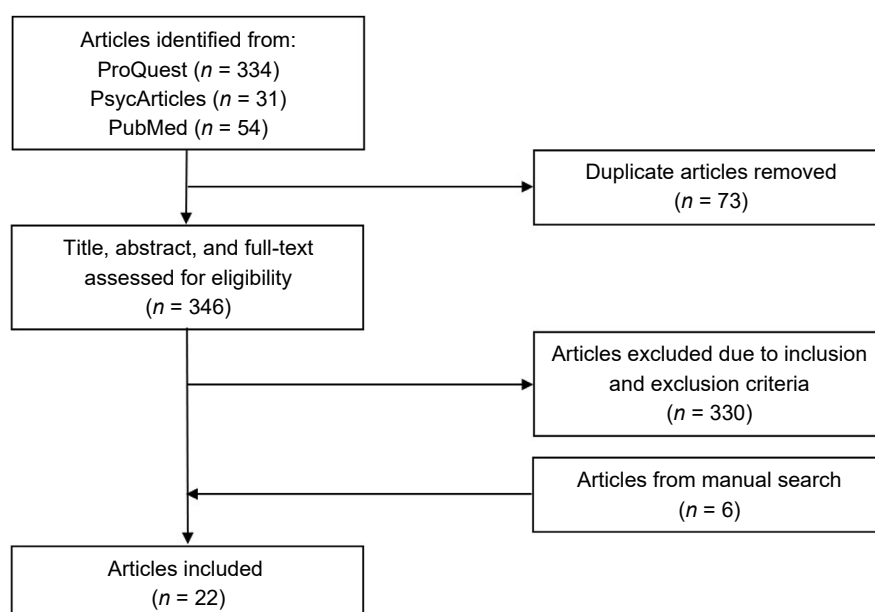 Articles identified from:
ProQuest (n = 334)
PsycArticles (n = 31)
PubMed (n = 54)
Duplicate articles removed
(n = 73)
Title, abstract, and full-text
assessed for eligibility
(n = 346)
Articles excluded due to inclusion
and exclusion criteria
(n = 330)
Articles from manual search
(n = 6)
Articles included
(n = 22)